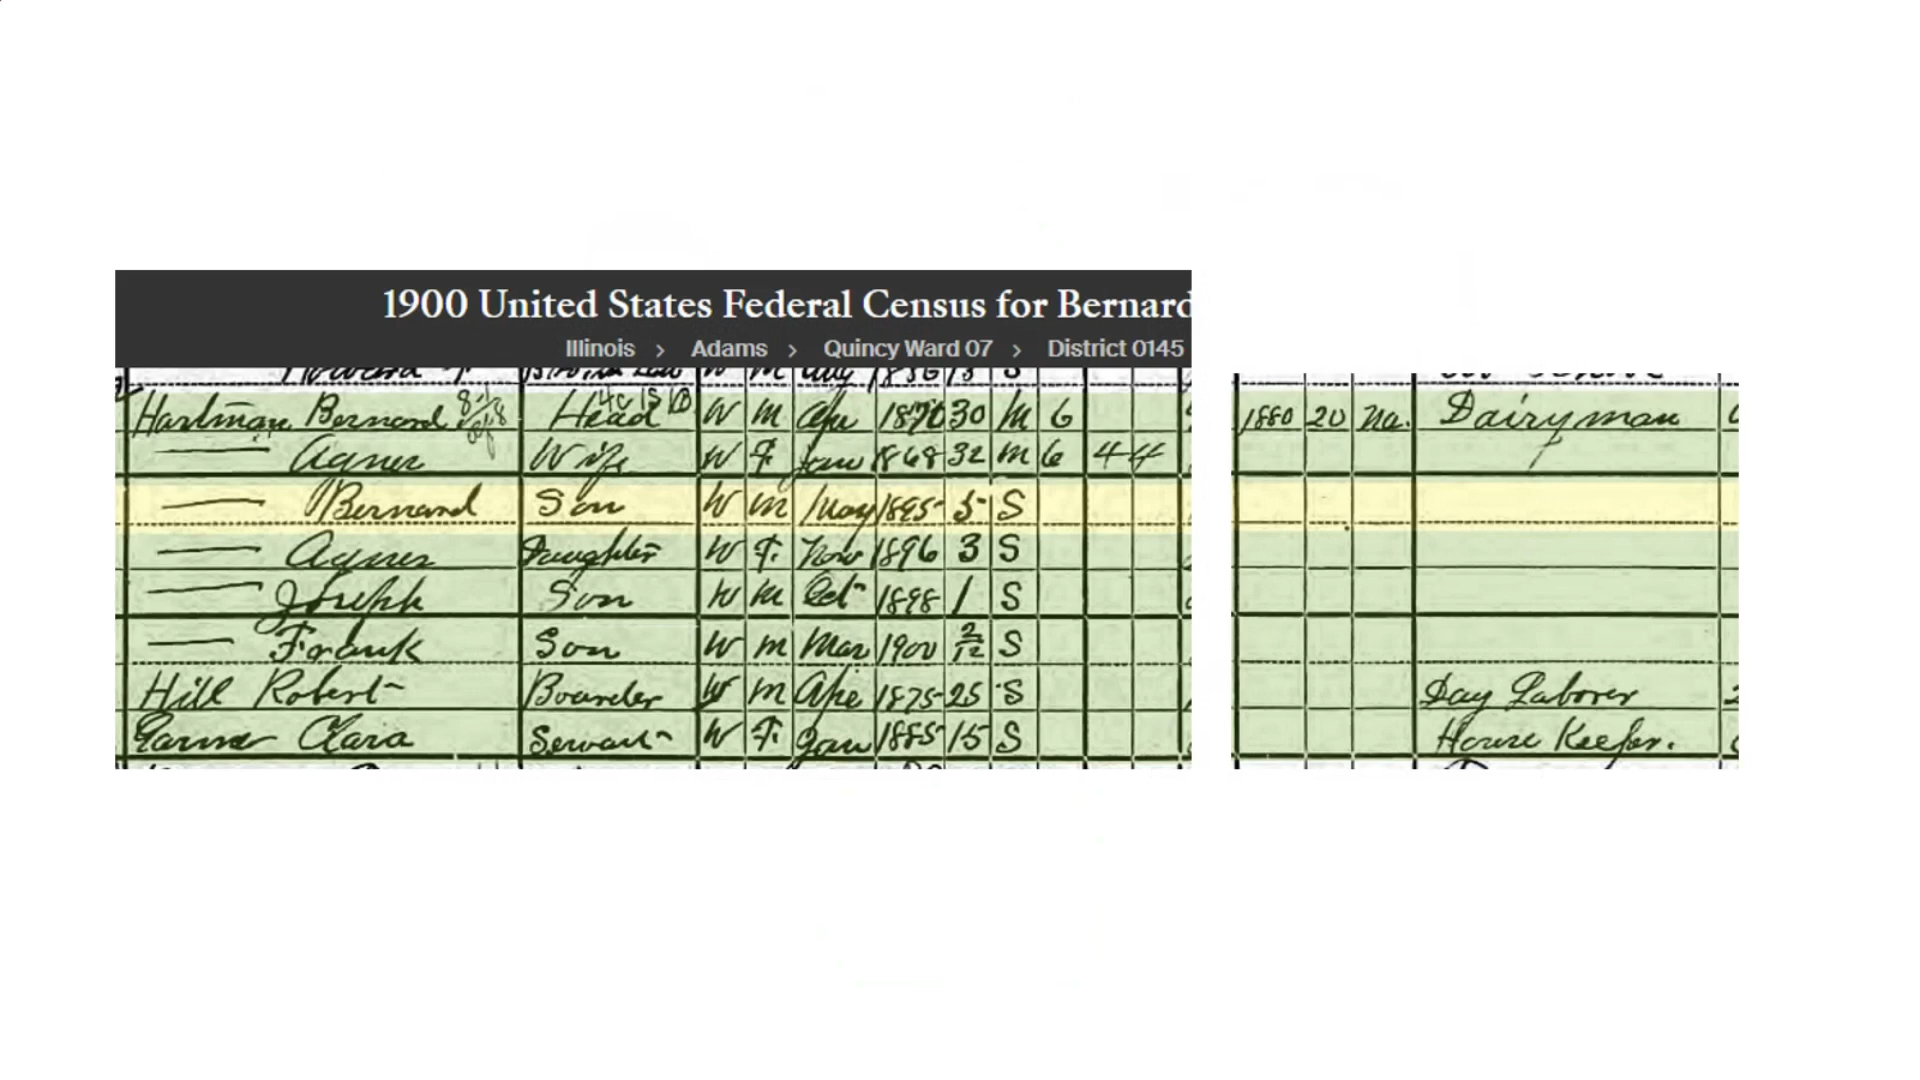 1900 United States Federal Census for Bernard
Illinois > Adams > Quincy Ward 07 > District 0145
Hartman Bernard Head W M Apr 1870 30 M 6 1880 20 Na. Dairyman
— Agnes Wife W F. Jan 1868 32 M 6 4 4
— Bernard Son W M May 1895 5 S
— Agnes Daughter W F. Nov 1896 3 S
— Joseph Son W M Oct 1898 1 S
— Frank Son W M Mar 1900 2/12 S
Hill Robert Boarder W M Apr 1875 25 S Day Laborer
Clara Servant W F. Jan 1885 15 S House Keeper.